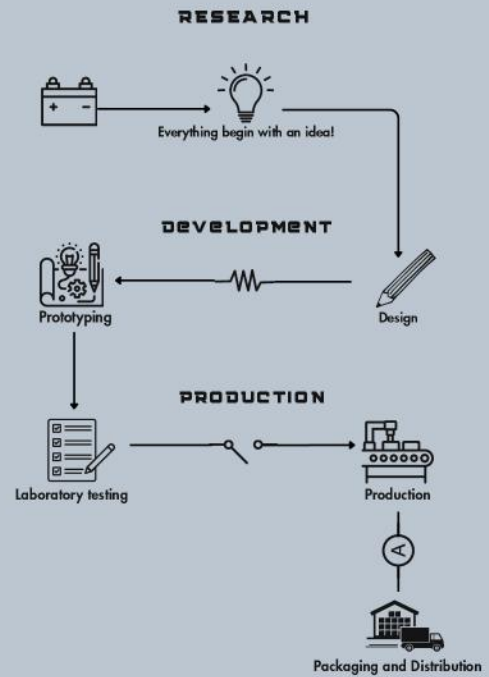 RESEARCH
+ -
Everything begin with an idea!
DEVELOPMENT
Prototyping
Design
PRODUCTION
Laboratory testing
Production
A
Packaging and Distribution